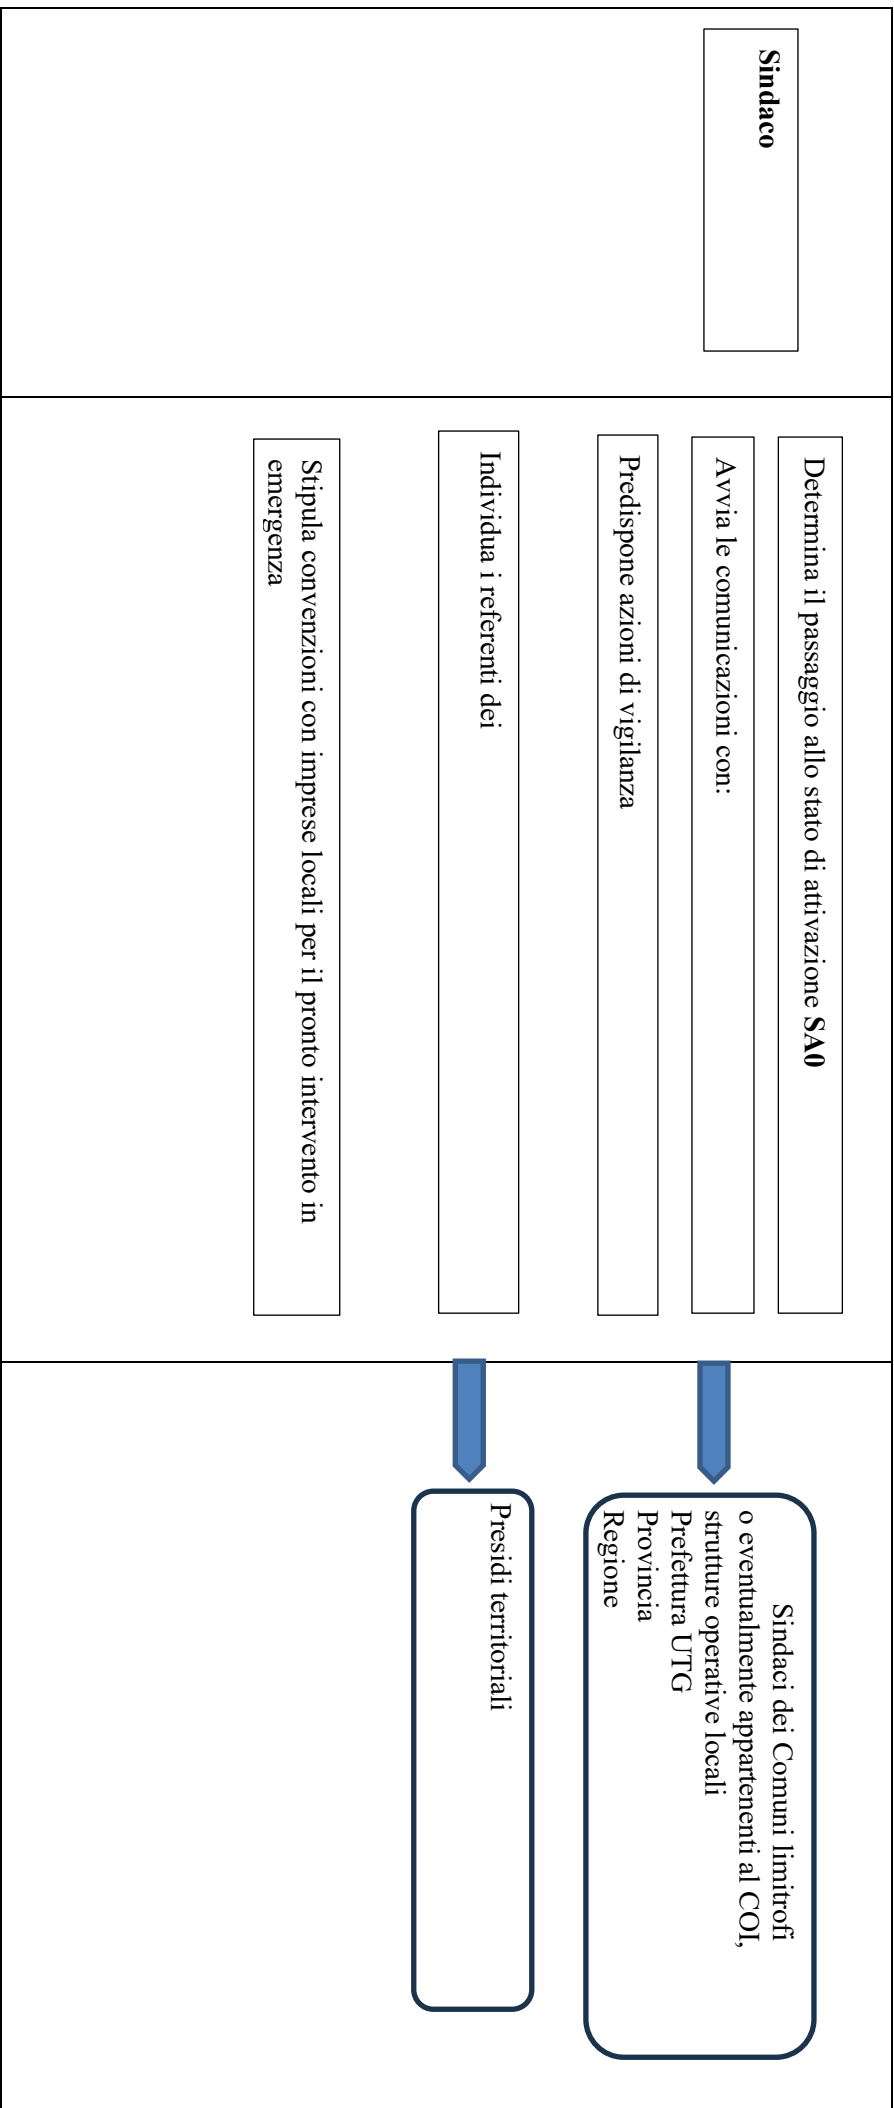 Sindaco
Determina il passaggio allo stato di attivazione SA0
Avvia le comunicazioni con:
Sindaci dei Comuni limitrofi
o eventualmente appartenenti al COI,
strutture operative locali
Prefettura UTG
Provincia
Regione
Predispone azioni di vigilanza
Individua i referenti dei
Presidi territoriali
Stipula convenzioni con imprese locali per il pronto intervento in
emergenza